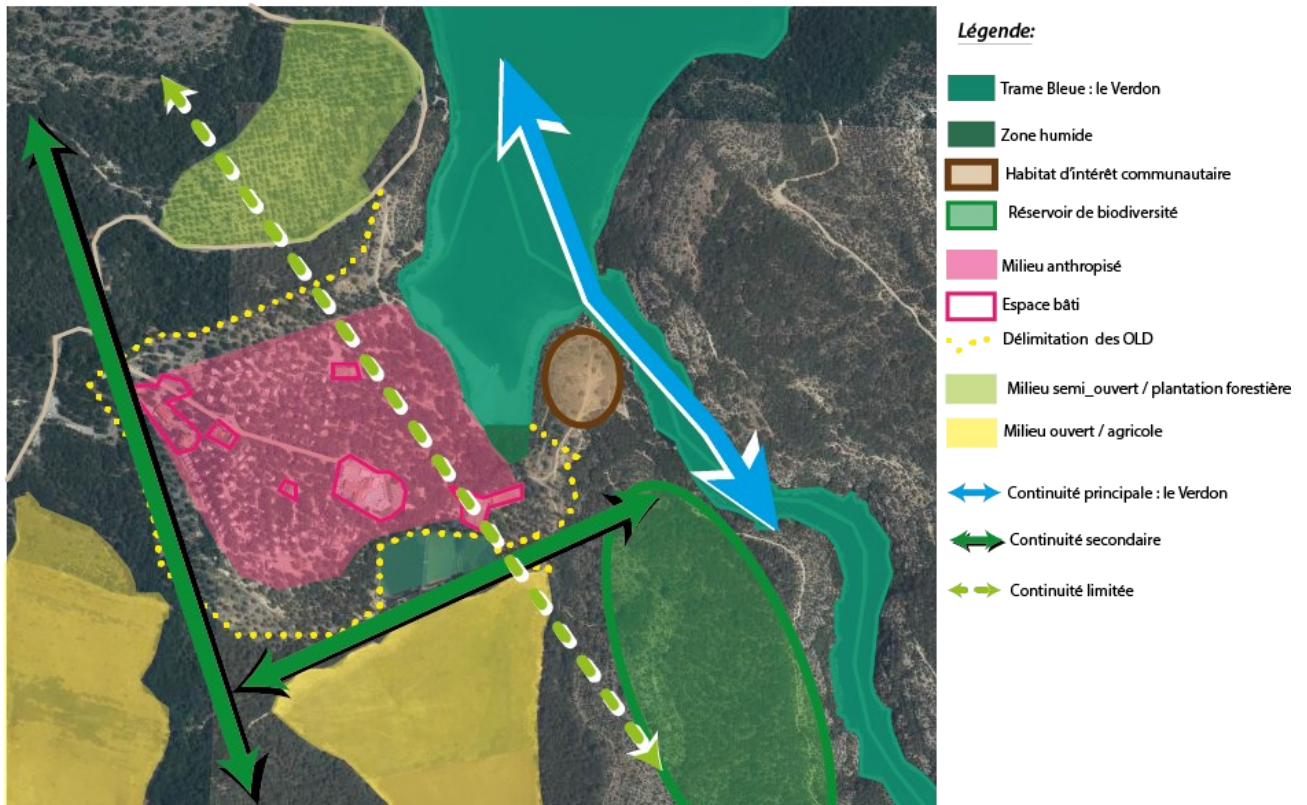 Légende:
Trame Bleue : le Verdon
Zone humide
Habitat d'intérêt communautaire
Réservoir de biodiversité
Milieu anthropisé
Espace bâti
Délimitation des OLD
Milieu semi_ouvert / plantation forestière
Milieu ouvert / agricole
Continuité principale : le Verdon
Continuité secondaire
Continuité limitée